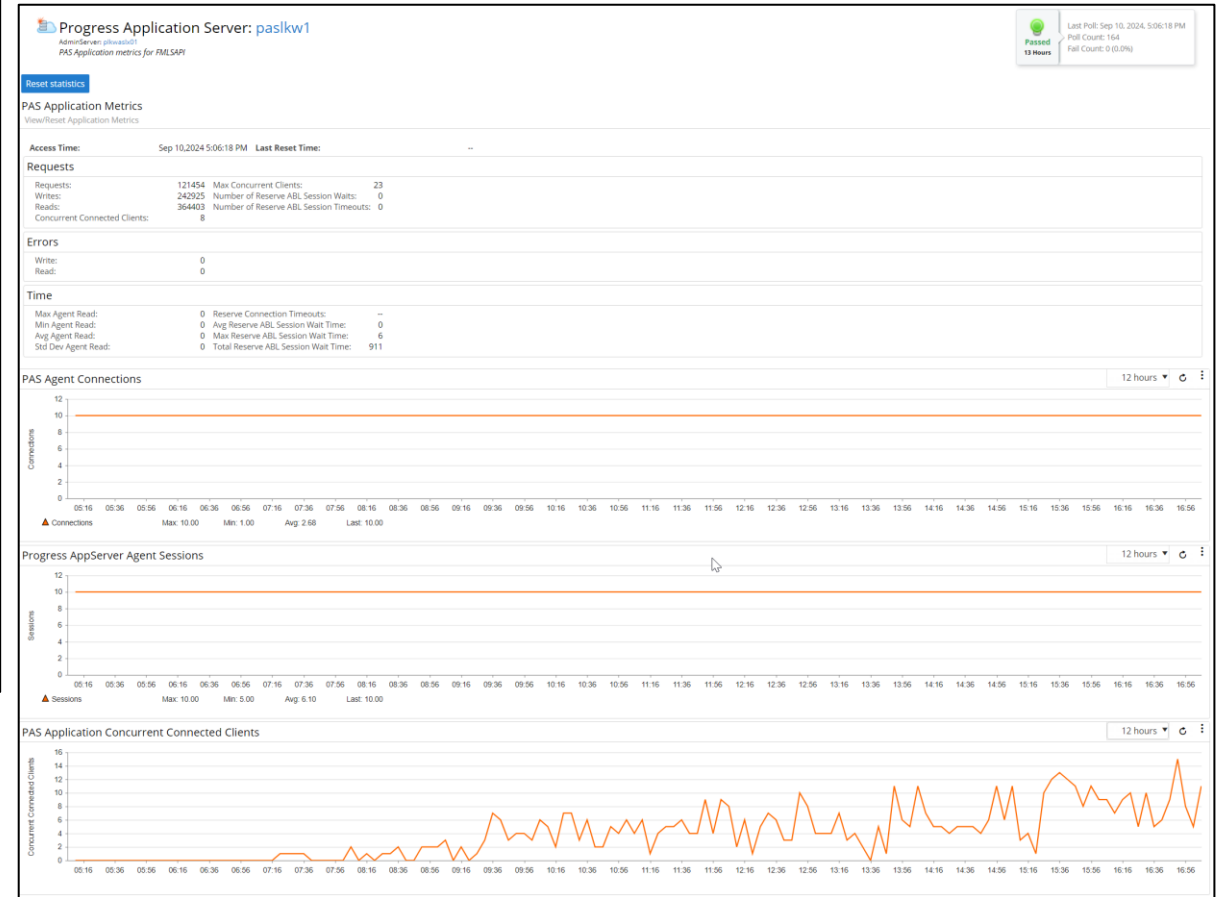 Progress Application Server: paslkw1
AdminServer: plkwaslx01
PAS Application metrics for FMLSAPI
Passed
13 Hours
Last Poll: Sep 10, 2024, 5:06:18 PM
Poll Count: 164
Fail Count: 0 (0.0%)
Reset statistics
PAS Application Metrics
View/Reset Application Metrics
Access Time: Sep 10,2024 5:06:18 PM Last Reset Time: --
Requests
Requests: 121454 Max Concurrent Clients: 23
Writes: 242925 Number of Reserve ABL Session Waits: 0
Reads: 364403 Number of Reserve ABL Session Timeouts: 0
Concurrent Connected Clients: 8
Errors
Write: 0
Read: 0
Time
Max Agent Read: 0 Reserve Connection Timeouts: --
Min Agent Read: 0 Avg Reserve ABL Session Wait Time: 0
Avg Agent Read: 0 Max Reserve ABL Session Wait Time: 6
Std Dev Agent Read: 0 Total Reserve ABL Session Wait Time: 911
PAS Agent Connections 12 hours
12
10
8
6
4
2
0
Connections
05:16 05:36 05:56 06:16 06:36 06:56 07:16 07:36 07:56 08:16 08:36 08:56 09:16 09:36 09:56 10:16 10:36 10:56 11:16 11:36 11:56 12:16 12:36 12:56 13:16 13:36 13:56 14:16 14:36 14:56 15:16 15:36 15:56 16:16 16:36 16:56
Connections Max: 10.00 Min: 1.00 Avg: 2.68 Last: 10.00
Progress AppServer Agent Sessions 12 hours
12
10
8
6
4
2
0
Sessions
05:16 05:36 05:56 06:16 06:36 06:56 07:16 07:36 07:56 08:16 08:36 08:56 09:16 09:36 09:56 10:16 10:36 10:56 11:16 11:36 11:56 12:16 12:36 12:56 13:16 13:36 13:56 14:16 14:36 14:56 15:16 15:36 15:56 16:16 16:36 16:56
Sessions Max: 10.00 Min: 5.00 Avg: 6.10 Last: 10.00
PAS Application Concurrent Connected Clients 12 hours
16
14
12
10
8
6
4
2
0
Concurrent Connected Clients
05:16 05:36 05:56 06:16 06:36 06:56 07:16 07:36 07:56 08:16 08:36 08:56 09:16 09:36 09:56 10:16 10:36 10:56 11:16 11:36 11:56 12:16 12:36 12:56 13:16 13:36 13:56 14:16 14:36 14:56 15:16 15:36 15:56 16:16 16:36 16:56